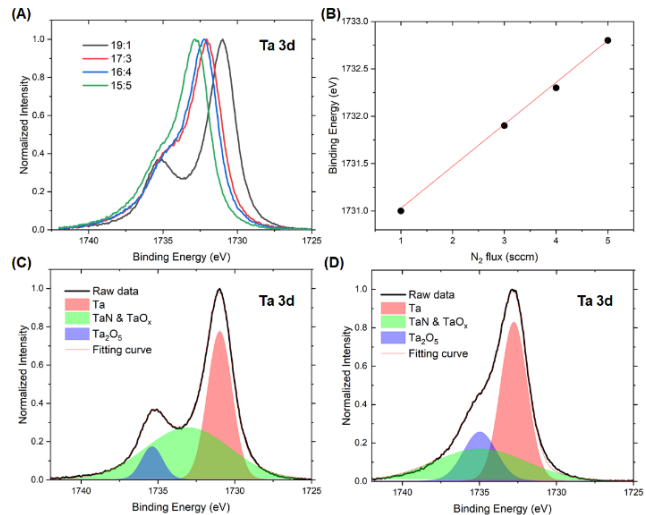 (A)
Ta 3d
19:1
17:3
16:4
15:5
Normalized Intensity
1.0
0.8
0.6
0.4
0.2
0.0
1740 1735 1730 1725
Binding Energy (eV)
(B)
Binding Energy (eV)
1733.0
1732.5
1732.0
1731.5
1731.0
1 2 3 4 5
N₂ flux (sccm)
(C)
Ta 3d
Raw data
Ta
TaN & TaOₓ
Ta₂O₅
Fitting curve
Normalized Intensity
1.0
0.8
0.6
0.4
0.2
0.0
1740 1735 1730 1725
Binding Energy (eV)
(D)
Ta 3d
Raw data
Ta
TaN & TaOₓ
Ta₂O₅
Fitting curve
Normalized Intensity
1.0
0.8
0.6
0.4
0.2
0.0
1740 1735 1730 1725
Binding Energy (eV)